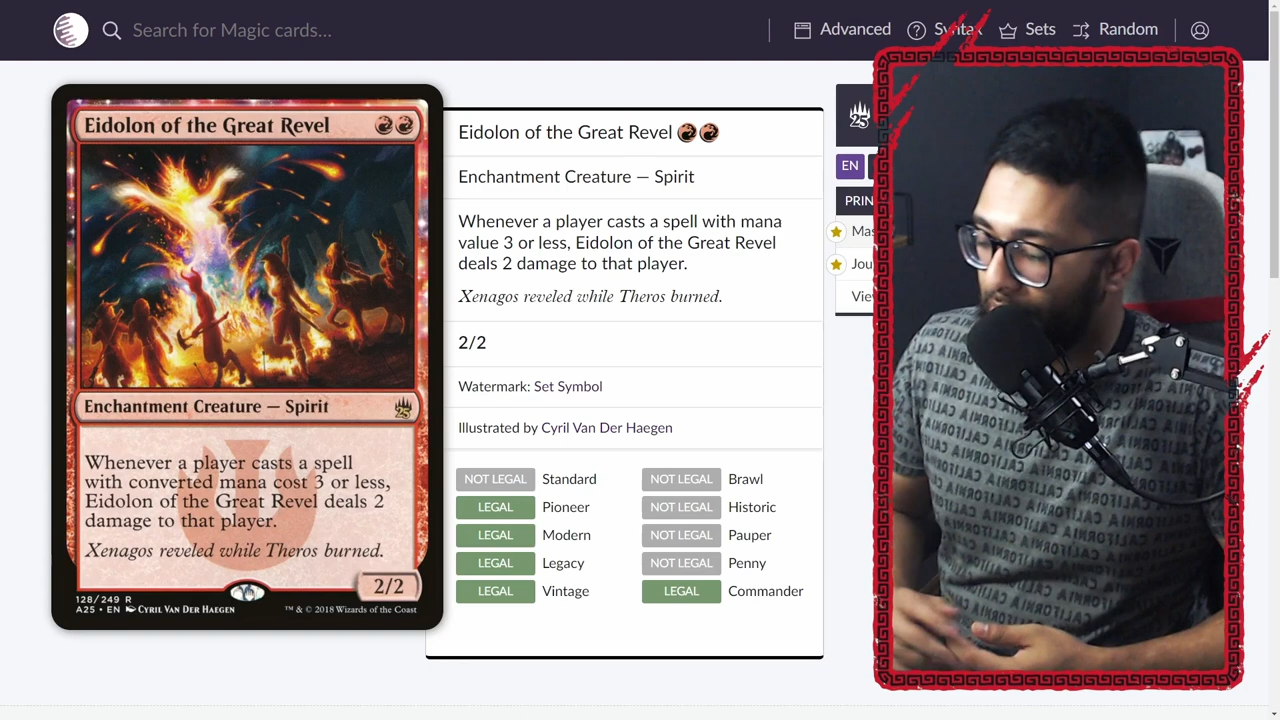 Search for Magic cards...
Advanced
Syntax
Sets
Random
Eidolon of the Great Revel
Enchantment Creature — Spirit
Whenever a player casts a spell
with converted mana cost 3 or less,
Eidolon of the Great Revel deals 2
damage to that player.
Xenagos reveled while Theros burned.
2/2
128/249 R
A25 • EN Cyril Van Der Haegen
™ & © 2018 Wizards of the Coast
Eidolon of the Great Revel
Enchantment Creature — Spirit
Whenever a player casts a spell with mana
value 3 or less, Eidolon of the Great Revel
deals 2 damage to that player.
Xenagos reveled while Theros burned.
2/2
Watermark: Set Symbol
Illustrated by Cyril Van Der Haegen
NOT LEGAL Standard NOT LEGAL Brawl
LEGAL Pioneer NOT LEGAL Historic
LEGAL Modern NOT LEGAL Pauper
LEGAL Legacy NOT LEGAL Penny
LEGAL Vintage LEGAL Commander
25
EN
PRIN
Mas
Jou
Vie
CALIFORNIA CALIFORNIA CALIFORNIA